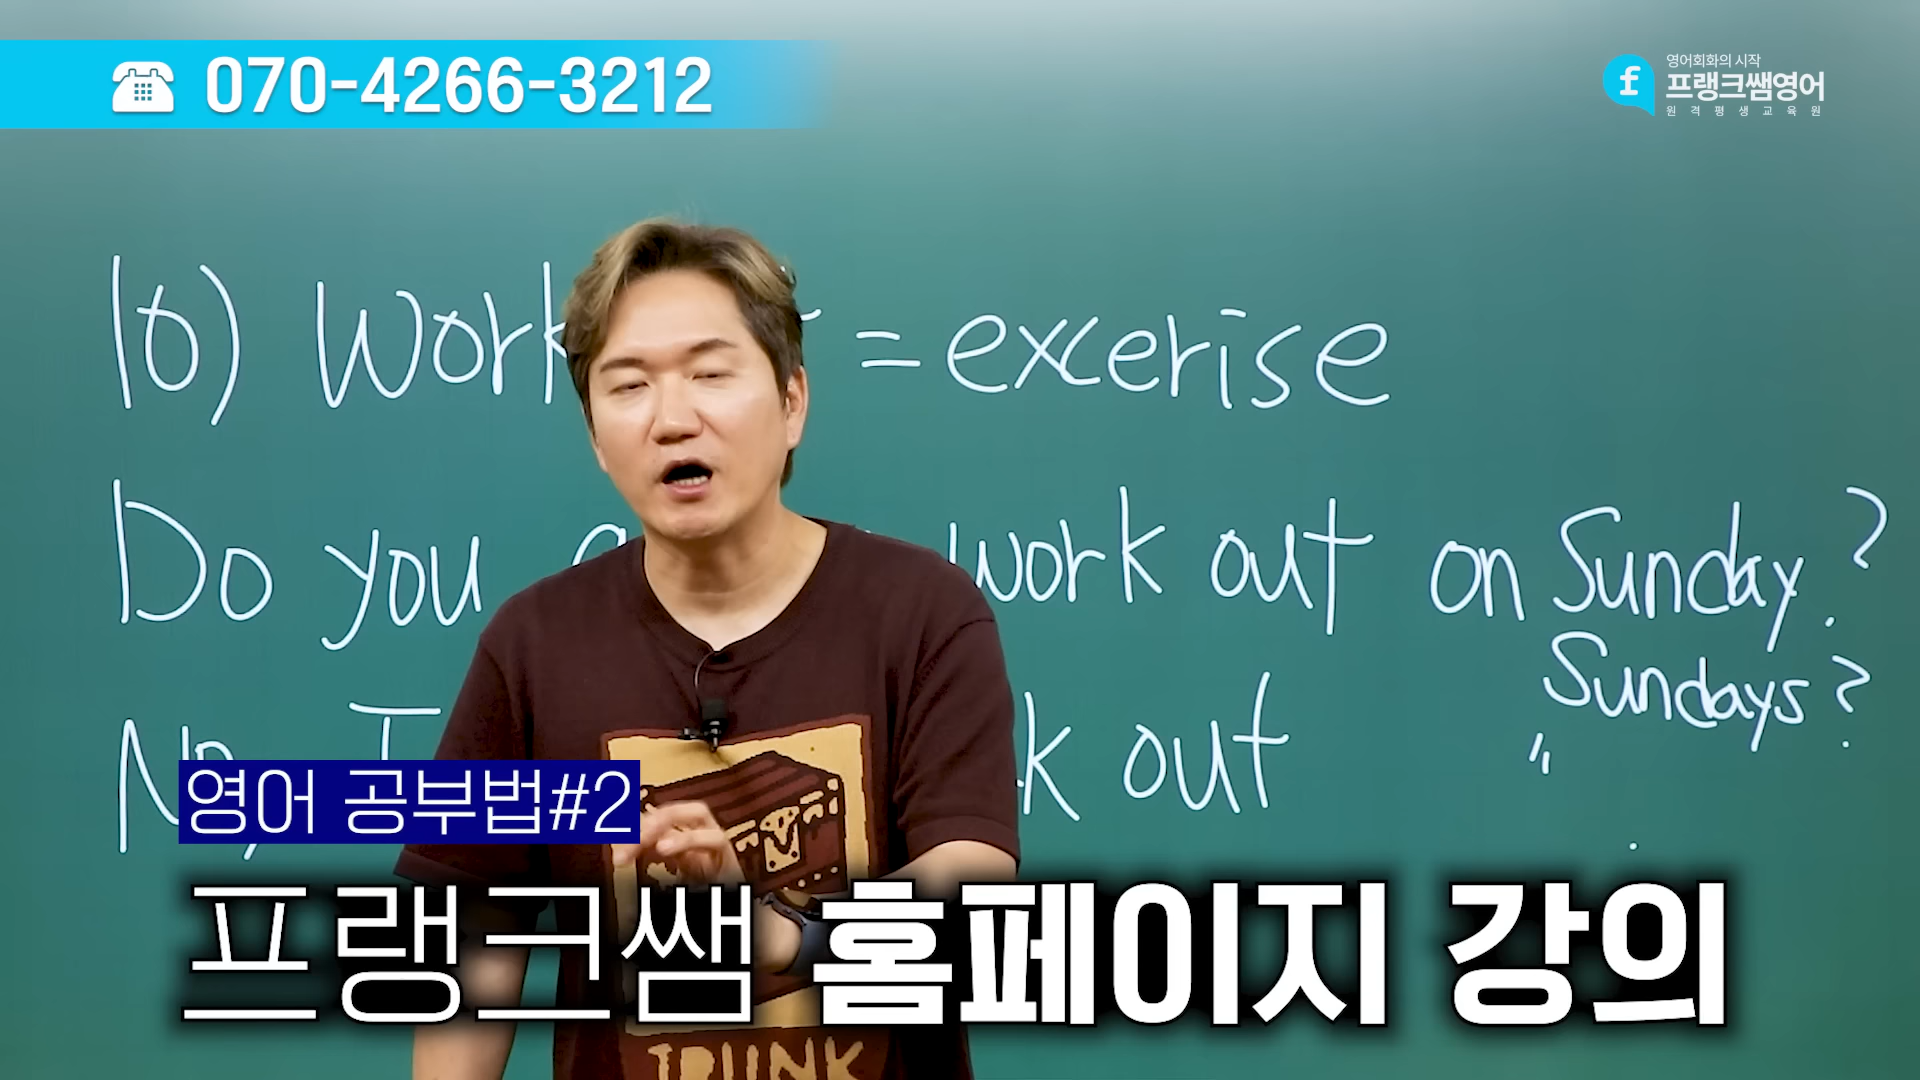 070-4266-3212
영어회화의 시작
프랭크쌤영어
원격평생교육원
10) Work = excerise
Do you work out on Sunday?
Sundays?
No, I k out "
영어 공부법#2
프랭크쌤 홈페이지 강의
TRUNK